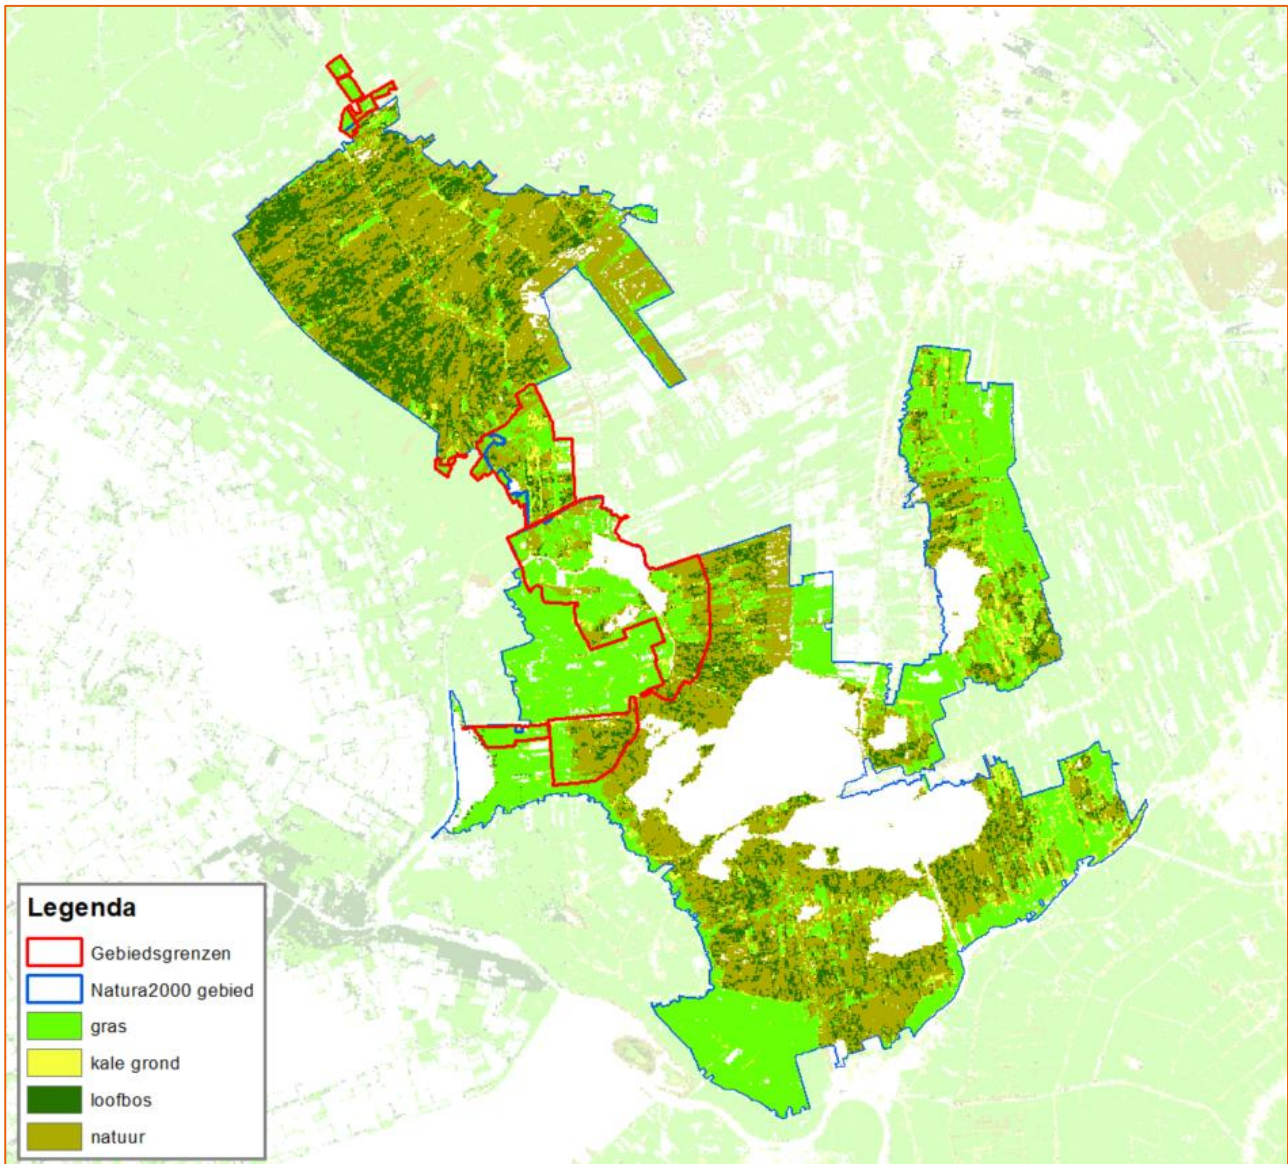 Legenda
Gebiedsgrenzen
Natura2000 gebied
gras
kale grond
loofbos
natuur